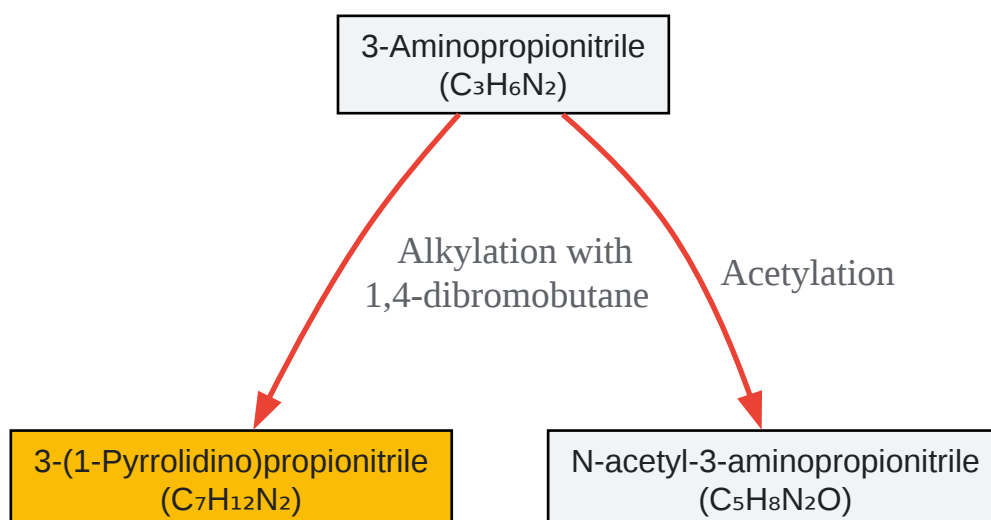 3-Aminopropionitrile
(C₃H₆N₂)
Alkylation with
1,4-dibromobutane
Acetylation
3-(1-Pyrrolidino)propionitrile
(C₇H₁₂N₂)
N-acetyl-3-aminopropionitrile
(C₅H₈N₂O)